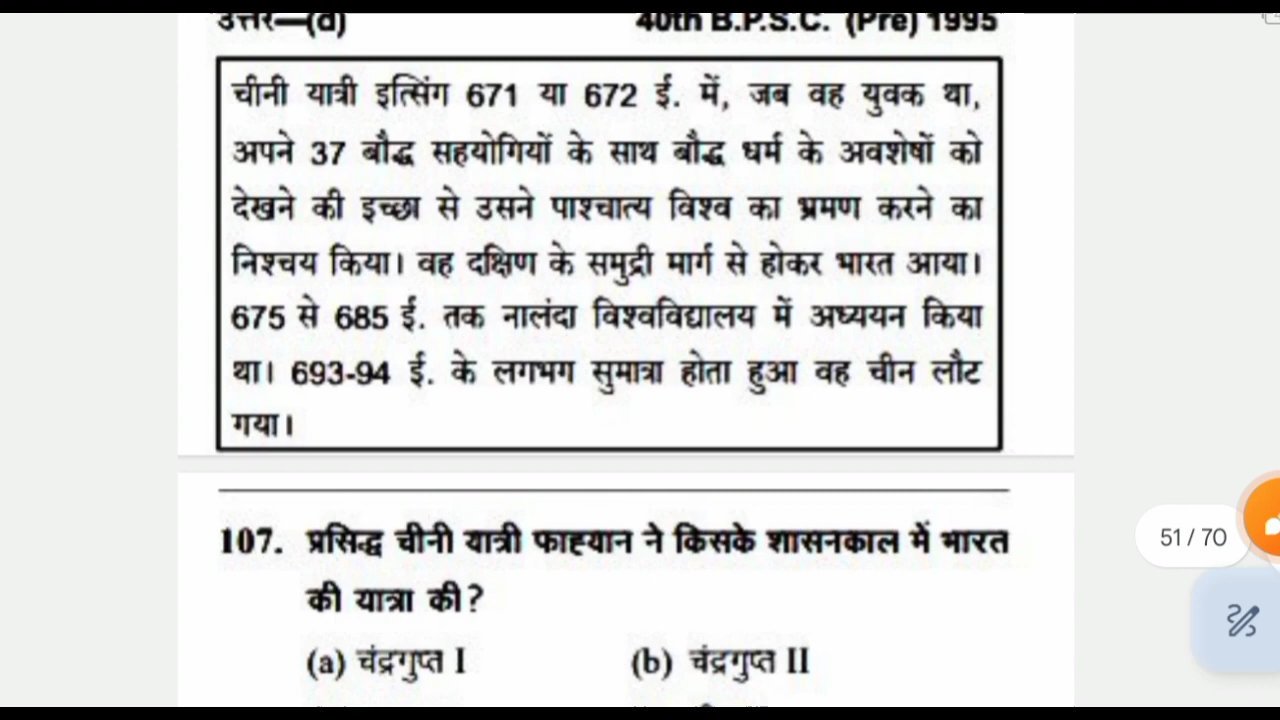 उत्तर—(d) 40th B.P.S.C. (Pre) 1995
चीनी यात्री इत्सिंग 671 या 672 ई. में, जब वह युवक था,
अपने 37 बौद्ध सहयोगियों के साथ बौद्ध धर्म के अवशेषों को
देखने की इच्छा से उसने पाश्चात्य विश्व का भ्रमण करने का
निश्चय किया। वह दक्षिण के समुद्री मार्ग से होकर भारत आया।
675 से 685 ई. तक नालंदा विश्वविद्यालय में अध्ययन किया
था। 693-94 ई. के लगभग सुमात्रा होता हुआ वह चीन लौट
गया।
107. प्रसिद्ध चीनी यात्री फाह्यान ने किसके शासनकाल में भारत
की यात्रा की?
(a) चंद्रगुप्त I (b) चंद्रगुप्त II
51 / 70